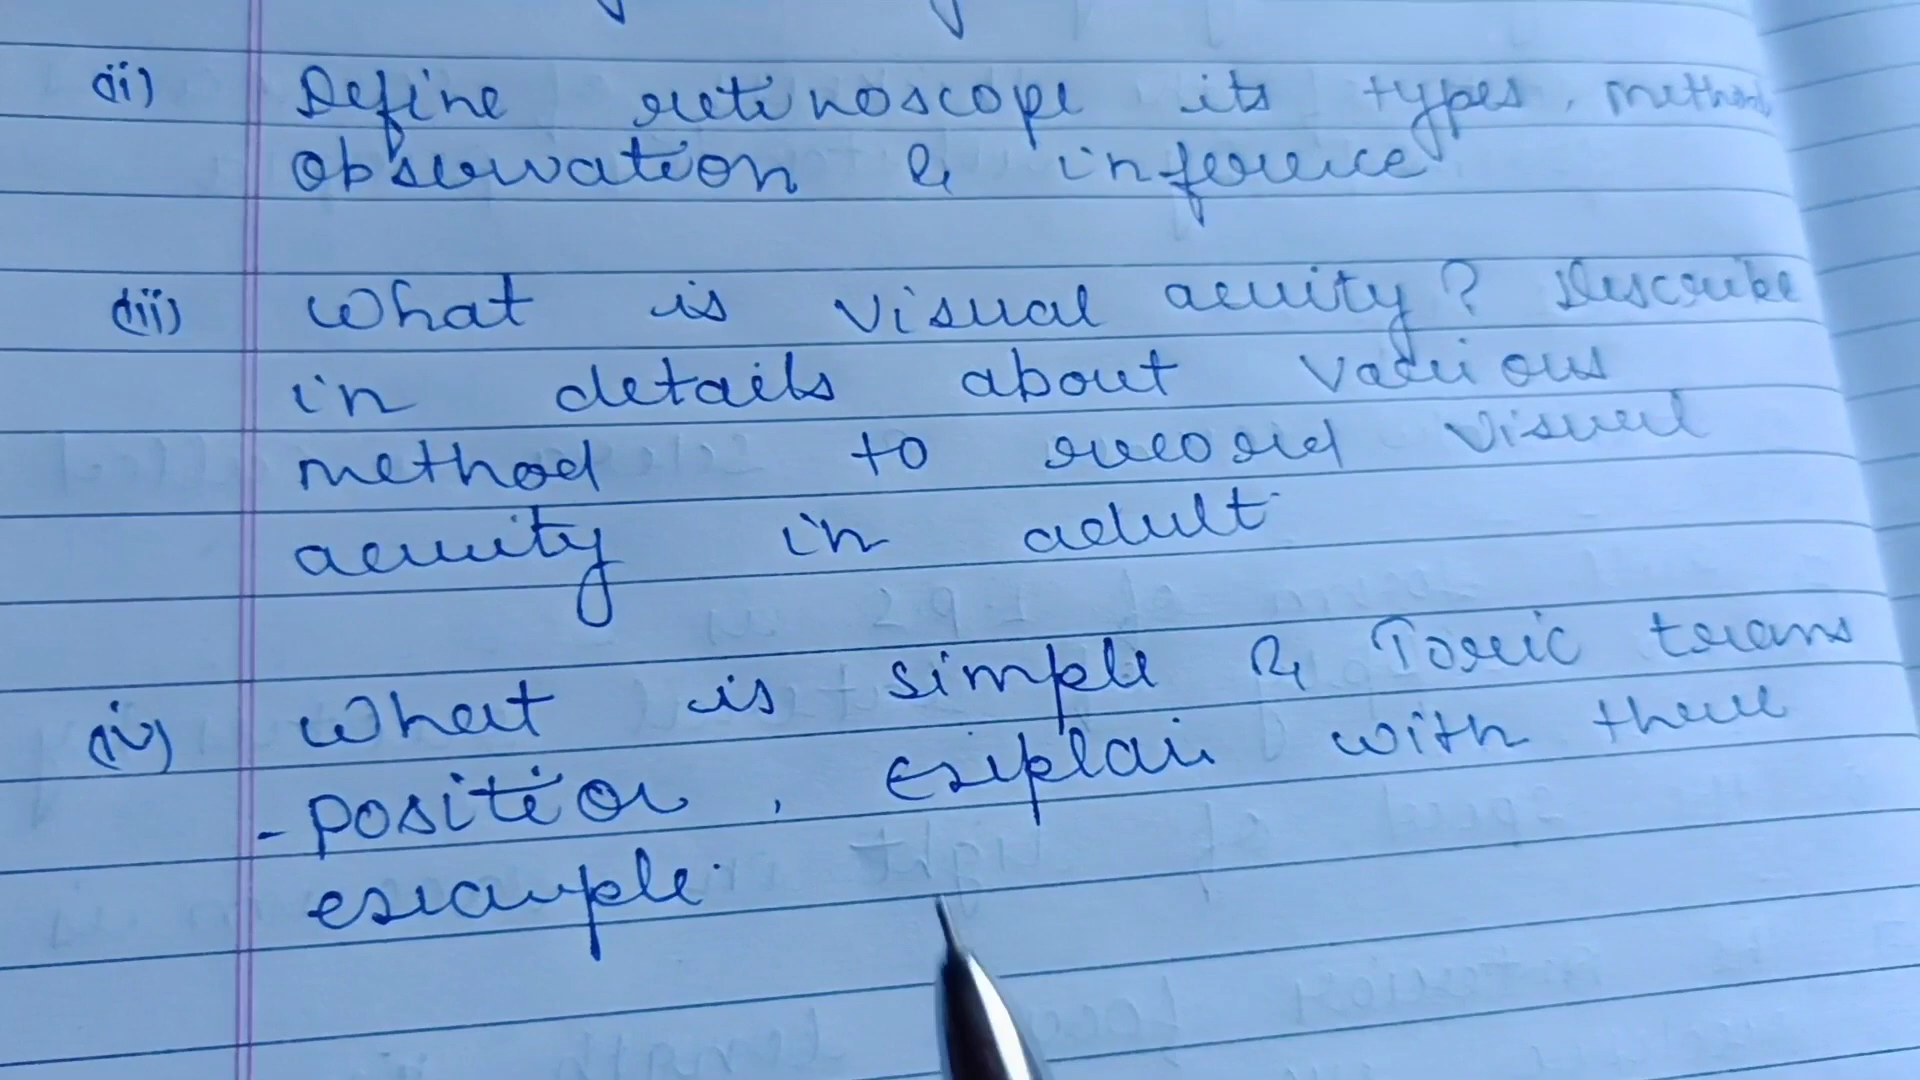 (ii) Define retinoscope its types, method
observation & inference
(iii) What is visual acuity? Describe
in details about various
method to record visual
acuity in adult
(iv) What is simple & Toric trans
- position, explain with there
example.